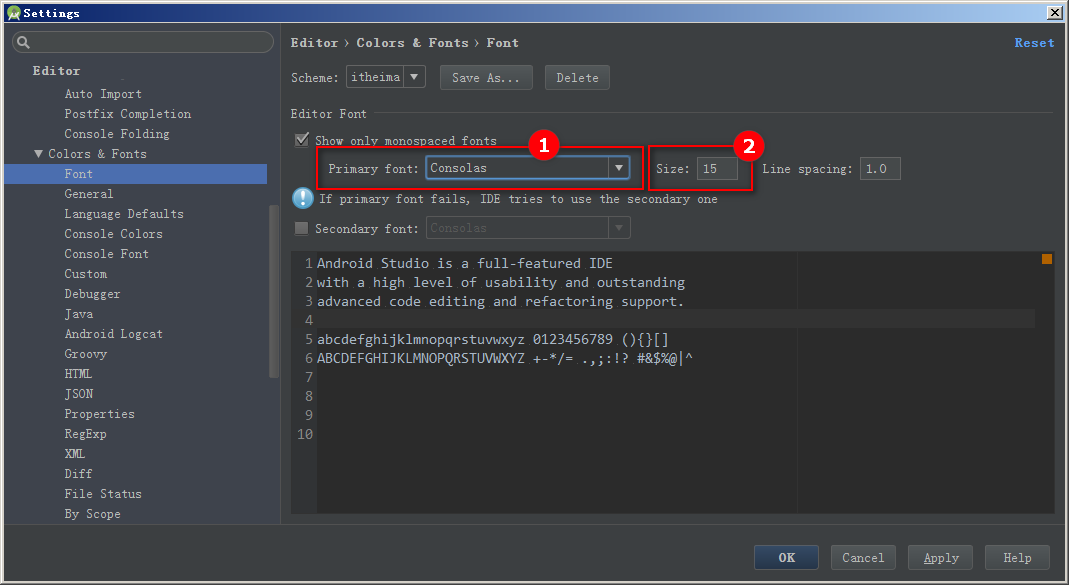 Settings
Editor
Auto Import
Postfix Completion
Console Folding
Colors & Fonts
Font
General
Language Defaults
Console Colors
Console Font
Custom
Debugger
Java
Android Logcat
Groovy
HTML
JSON
Properties
RegExp
XML
Diff
File Status
By Scope
Editor › Colors & Fonts › Font
Reset
Scheme: itheima Save As... Delete
Editor Font
Show only monospaced fonts
1
2
Primary font: Consolas Size: 15 Line spacing: 1.0
If primary font fails, IDE tries to use the secondary one
Secondary font: Consolas
1 Android Studio is a full-featured IDE
2 with a high level of usability and outstanding
3 advanced code editing and refactoring support.
4
5 abcdefghijklmnopqrstuvwxyz 0123456789 (){}[]
6 ABCDEFGHIJKLMNOPQRSTUVWXYZ +-*/= .,;:!? #&$%@|^
7
8
9
10
OK Cancel Apply Help